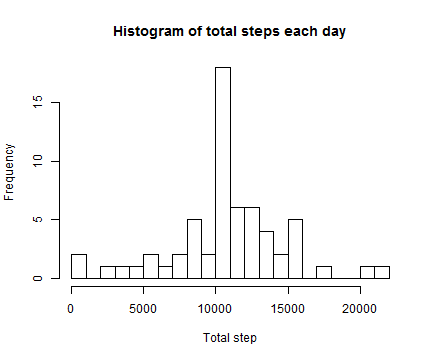 Histogram of total steps each day
Frequency
15
10
5
0
0 5000 10000 15000 20000
Total step